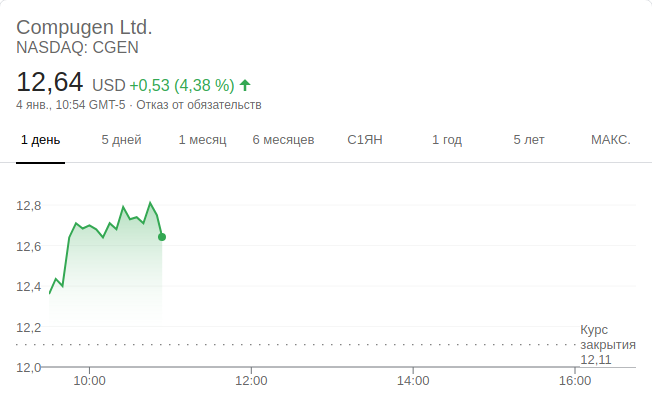 Compugen Ltd.
NASDAQ: CGEN
12,64 USD +0,53 (4,38 %)
4 янв., 10:54 GMT-5 · Отказ от обязательств
1 день 5 дней 1 месяц 6 месяцев С1ЯН 1 год 5 лет МАКС.
12,8
12,6
12,4
12,2
Курс
закрытия
12,11
12,0
10:00 12:00 14:00 16:00